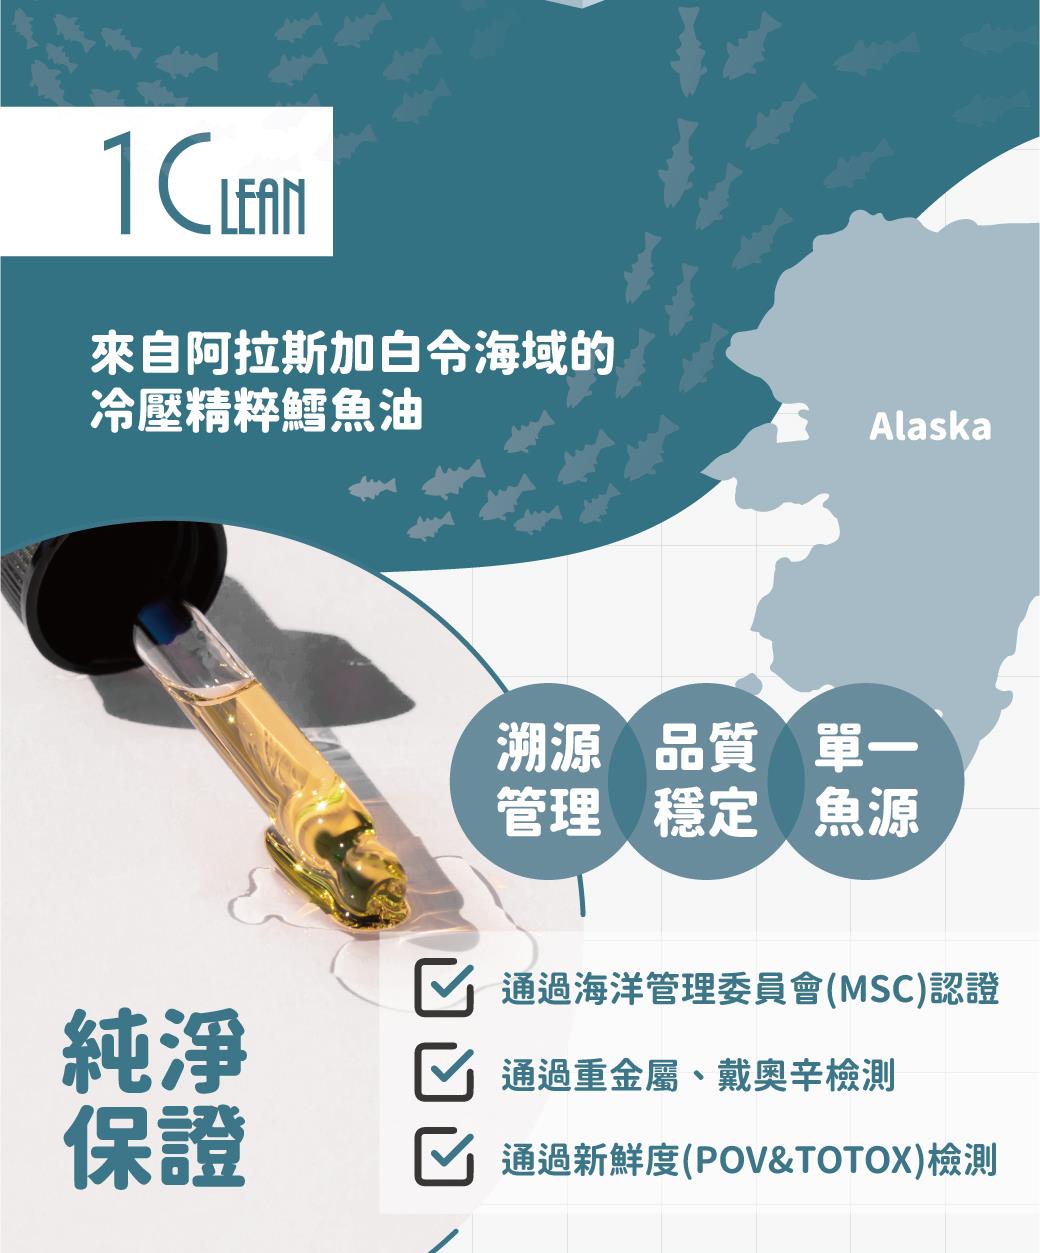 1CLEAN
來自阿拉斯加白令海域的
冷壓精粹鱈魚油
Alaska
溯源
管理
品質
穩定
單一
魚源
純淨
保證
通過海洋管理委員會(MSC)認證
通過重金屬、戴奧辛檢測
通過新鮮度(POV&TOTOX)檢測